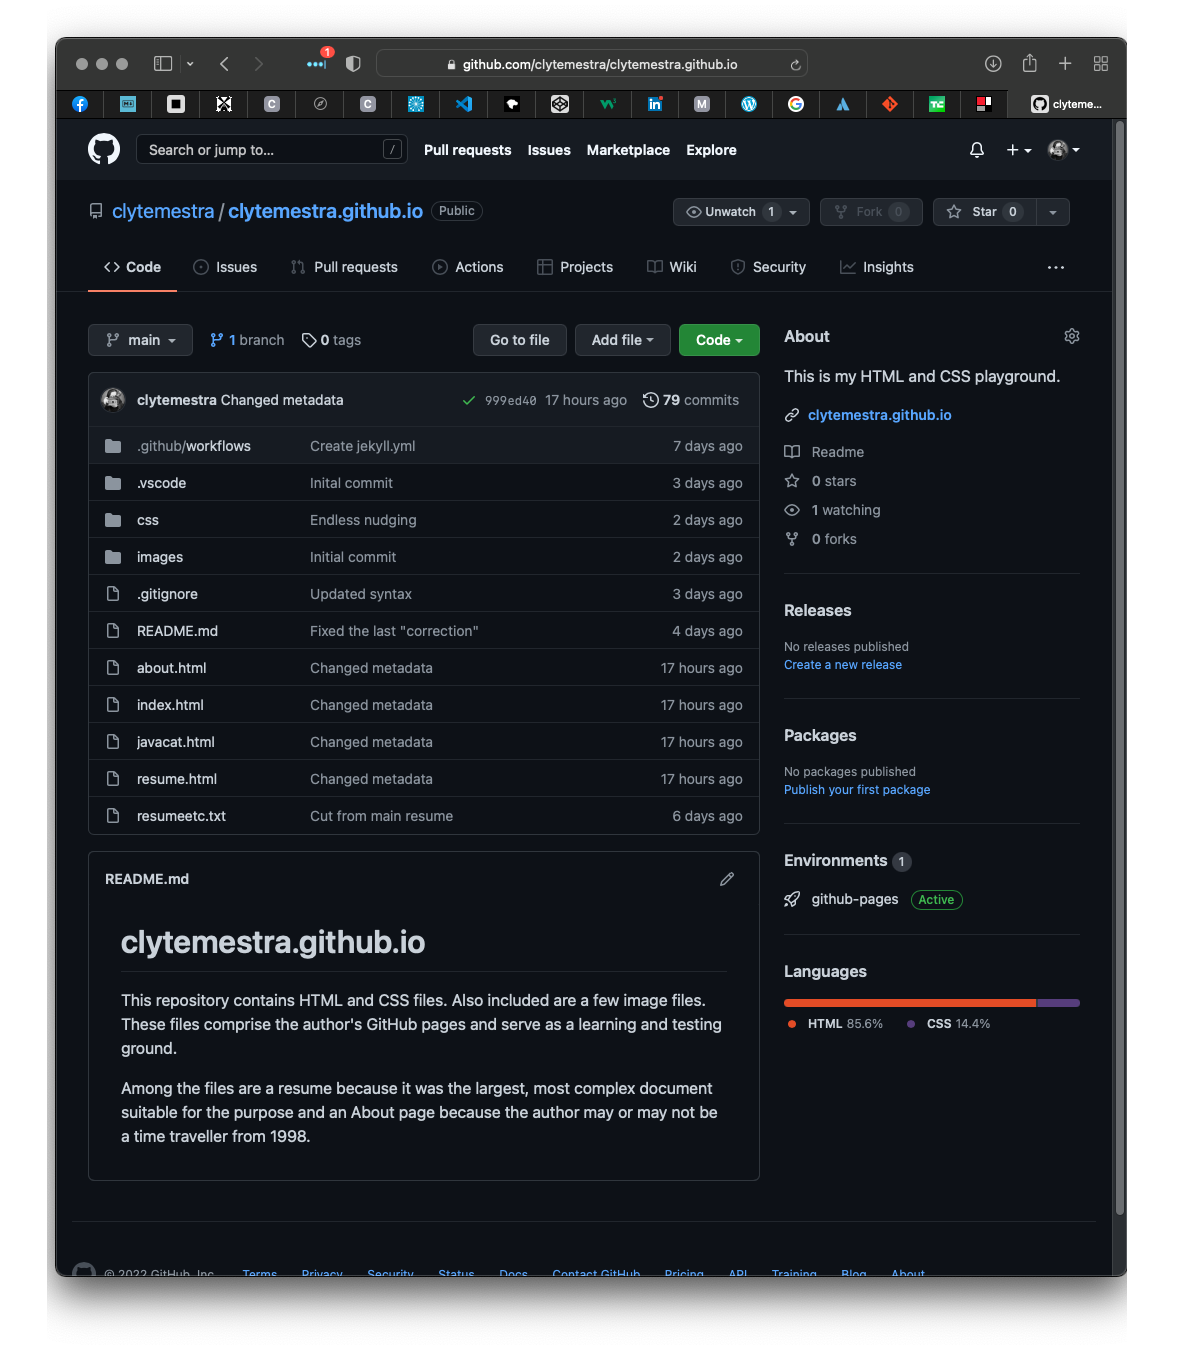 1
github.com/clytemestra/clytemestra.github.io
clyteme...
Search or jump to... /
Pull requests Issues Marketplace Explore
clytemestra / clytemestra.github.io Public
Unwatch 1 Fork 0 Star 0
Code Issues Pull requests Actions Projects Wiki Security Insights
main 1 branch 0 tags Go to file Add file Code
clytemestra Changed metadata 999ed40 17 hours ago 79 commits
.github/workflows Create jekyll.yml 7 days ago
.vscode Inital commit 3 days ago
css Endless nudging 2 days ago
images Initial commit 2 days ago
.gitignore Updated syntax 3 days ago
README.md Fixed the last "correction" 4 days ago
about.html Changed metadata 17 hours ago
index.html Changed metadata 17 hours ago
javacat.html Changed metadata 17 hours ago
resume.html Changed metadata 17 hours ago
resumeetc.txt Cut from main resume 6 days ago
README.md
clytemestra.github.io
This repository contains HTML and CSS files. Also included are a few image files.
These files comprise the author's GitHub pages and serve as a learning and testing
ground.
Among the files are a resume because it was the largest, most complex document
suitable for the purpose and an About page because the author may or may not be
a time traveller from 1998.
About
This is my HTML and CSS playground.
clytemestra.github.io
Readme
0 stars
1 watching
0 forks
Releases
No releases published
Create a new release
Packages
No packages published
Publish your first package
Environments 1
github-pages Active
Languages
HTML 85.6% CSS 14.4%
© 2022 GitHub, Inc. Terms Privacy Security Status Docs Contact GitHub Pricing API Training Blog About